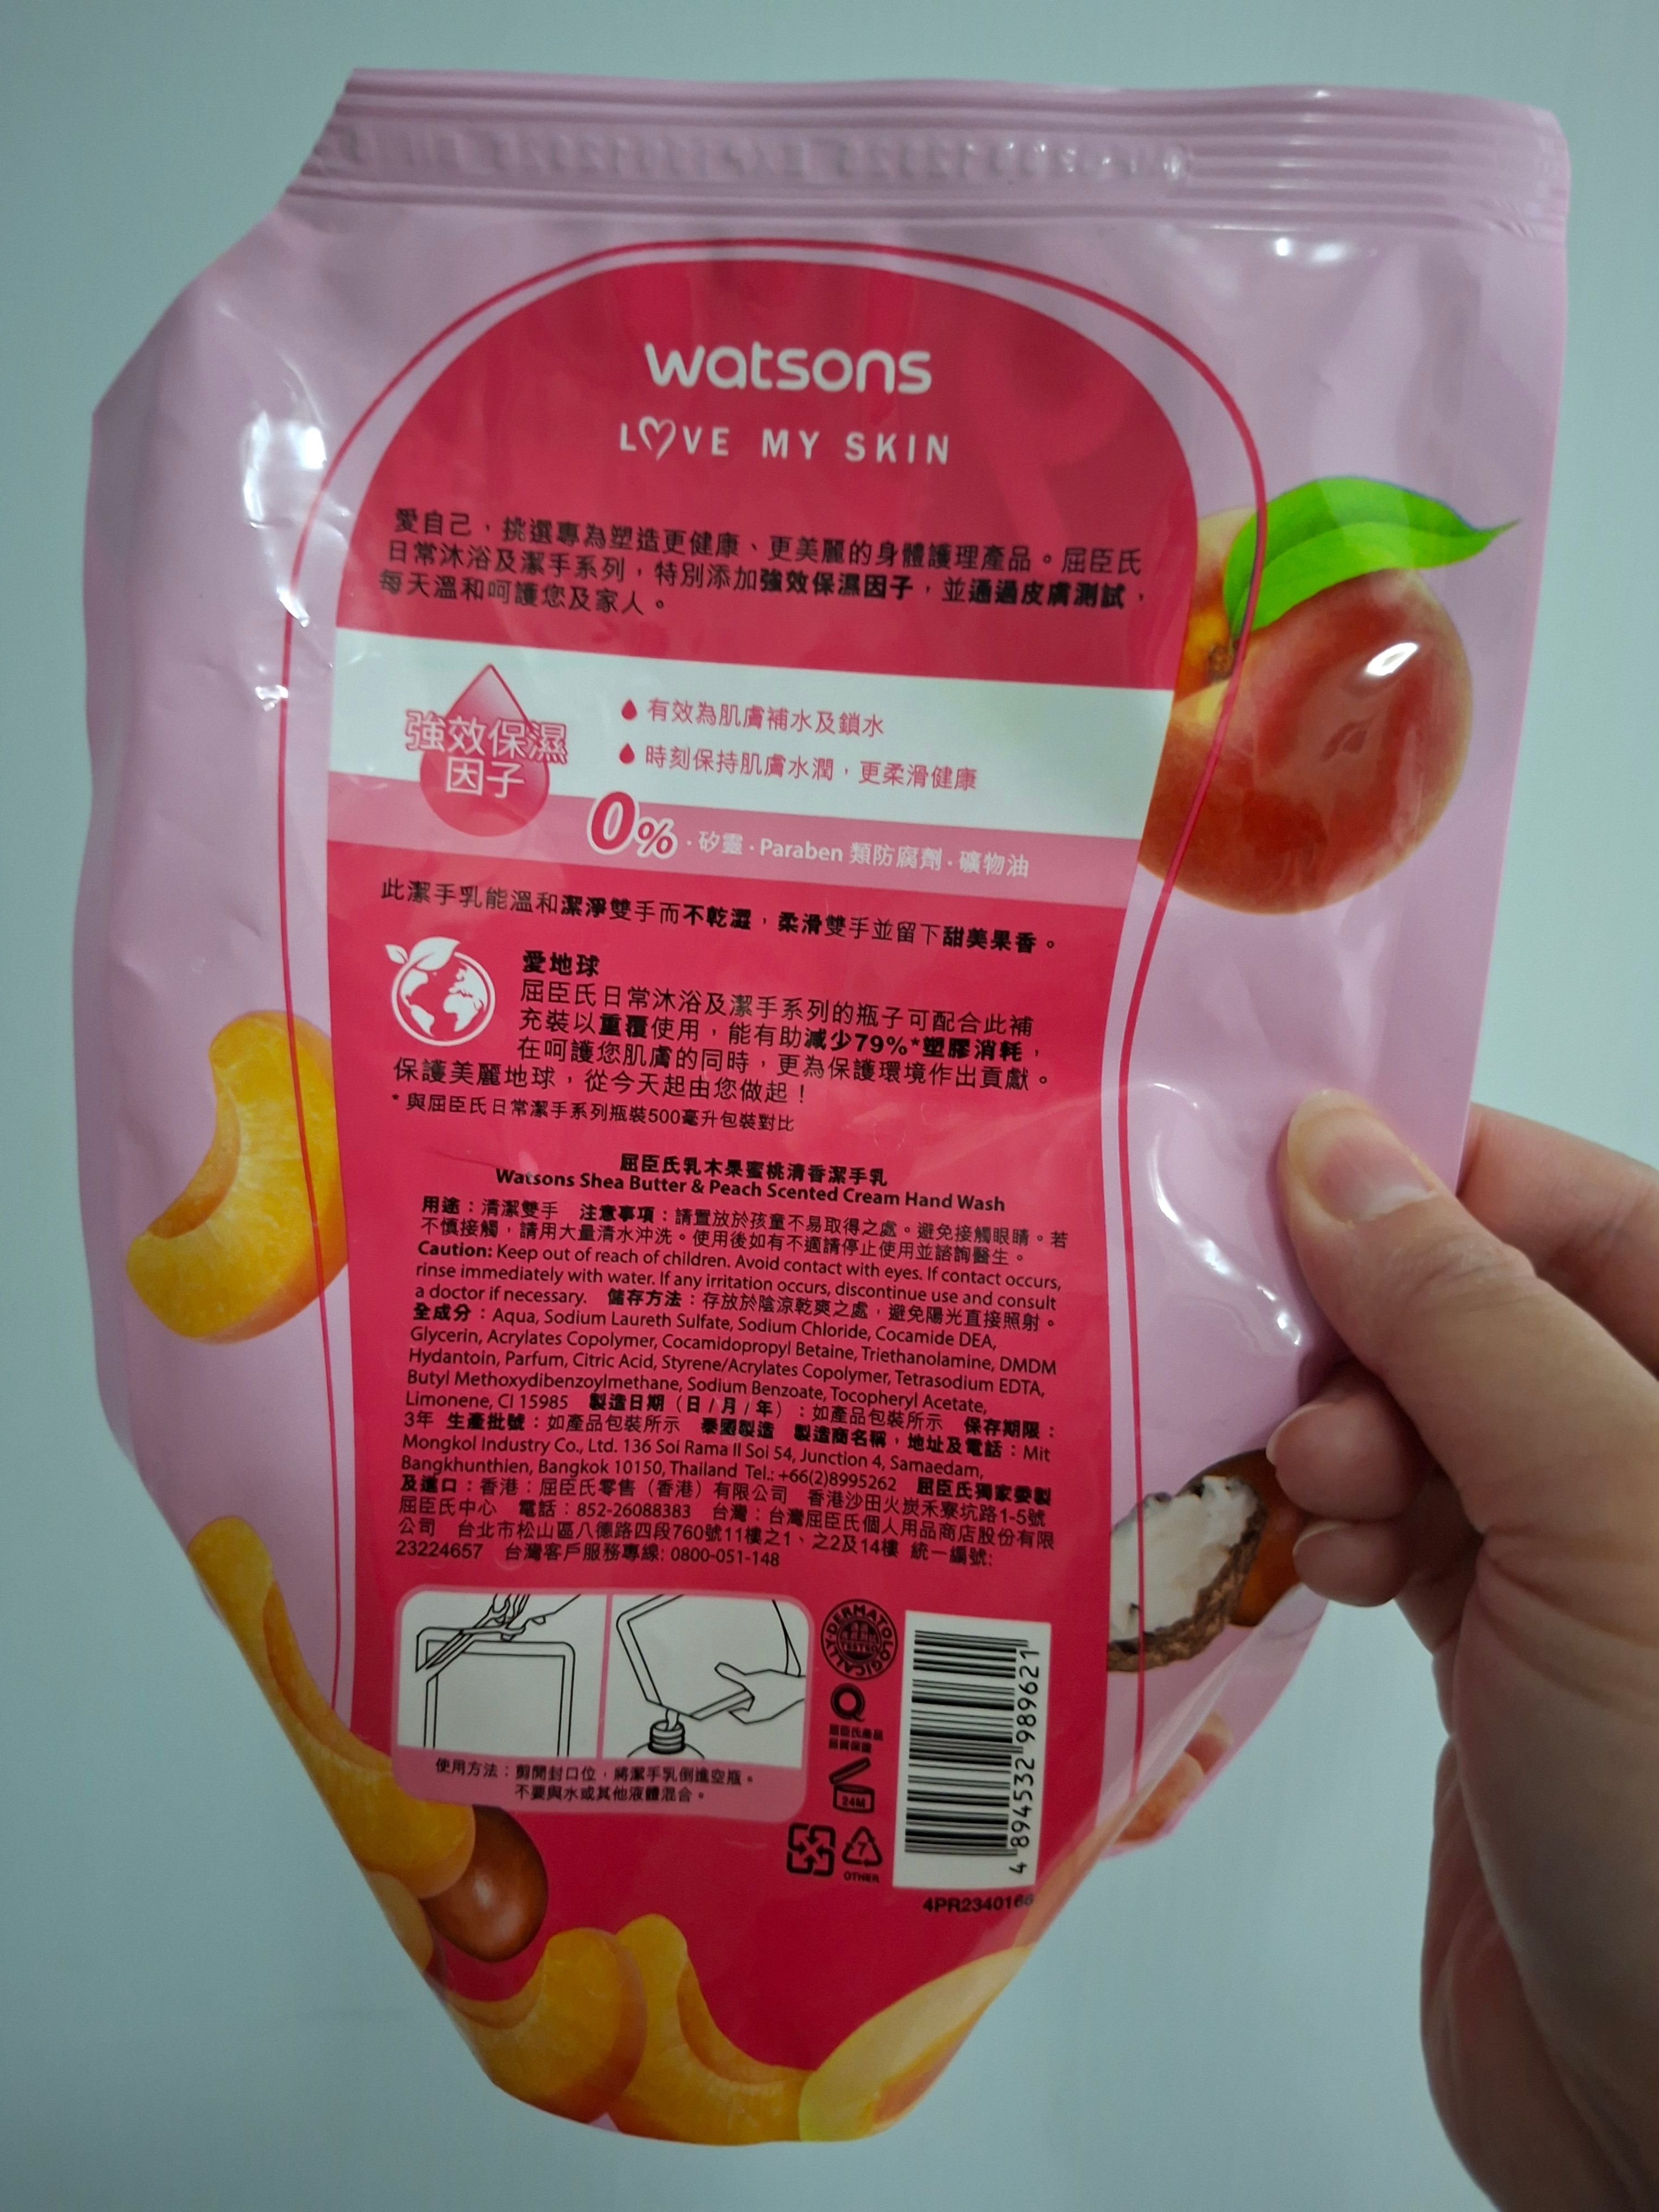 watsons
LOVE MY SKIN
愛自己，挑選專為塑造更健康、更美麗的身體護理產品。屈臣氏
日常沐浴及潔手系列，特別添加強效保濕因子，並通過皮膚測試，
每天溫和呵護您及家人。
強效保濕
因子
有效為肌膚補水及鎖水
時刻保持肌膚水潤，更柔滑健康
0% · 矽靈 · Paraben 類防腐劑 · 礦物油
此潔手乳能溫和潔淨雙手而不乾澀，柔滑雙手並留下甜美果香。
愛地球
屈臣氏日常沐浴及潔手系列的瓶子可配合此補
充裝以重覆使用，能有助減少79%*塑膠消耗，
在呵護您肌膚的同時，更為保護環境作出貢獻。
保護美麗地球，從今天起由您做起！
* 與屈臣氏日常潔手系列瓶裝500毫升包裝對比
屈臣氏乳木果蜜桃清香潔手乳
Watsons Shea Butter & Peach Scented Cream Hand Wash
用途：清潔雙手 注意事項：請置放於孩童不易取得之處。避免接觸眼睛。若
不慎接觸，請用大量清水沖洗。使用後如有不適請停止使用並諮詢醫生。
Caution: Keep out of reach of children. Avoid contact with eyes. If contact occurs,
rinse immediately with water. If any irritation occurs, discontinue use and consult
a doctor if necessary. 儲存方法：存放於陰涼乾爽之處，避免陽光直接照射。
全成分：Aqua, Sodium Laureth Sulfate, Sodium Chloride, Cocamide DEA,
Glycerin, Acrylates Copolymer, Cocamidopropyl Betaine, Triethanolamine, DMDM
Hydantoin, Parfum, Citric Acid, Styrene/Acrylates Copolymer, Tetrasodium EDTA,
Butyl Methoxydibenzoylmethane, Sodium Benzoate, Tocopheryl Acetate,
Limonene, CI 15985 製造日期（日/月/年）：如產品包裝所示 保存期限：
3年 生產批號：如產品包裝所示 泰國製造 製造商名稱，地址及電話：Mit
Mongkol Industry Co., Ltd. 136 Soi Rama II Soi 54, Junction 4, Samaedam,
Bangkhunthien, Bangkok 10150, Thailand Tel.: +66(2)8995262 屈臣氏獨家委製
及進口：香港：屈臣氏零售（香港）有限公司 香港沙田火炭禾寮坑路1-5號
屈臣氏中心 電話：852-26088383 台灣：台灣屈臣氏個人用品商店股份有限
公司 台北市松山區八德路四段760號11樓之1、之2及14樓 統一編號:
23224657 台灣客戶服務專線: 0800-051-148
DERMATOLOGICALLY
TESTED
屈臣氏產品
品質保證
24M
7
OTHER
使用方法：剪開封口位，將潔手乳倒進空瓶。
不要與水或其他液體混合。
4 894532 989621
4PR2340166